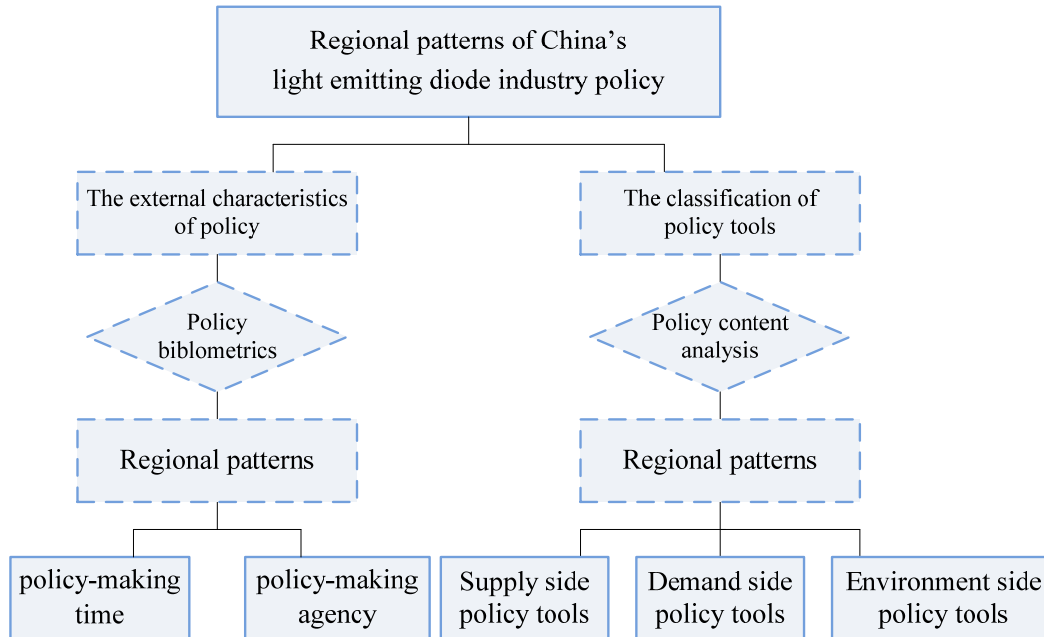 Regional patterns of China's
light emitting diode industry policy
The external characteristics
of policy
The classification of
policy tools
Policy
biblometrics
Policy content
analysis
Regional patterns
Regional patterns
policy-making
time
policy-making
agency
Supply side
policy tools
Demand side
policy tools
Environment side
policy tools